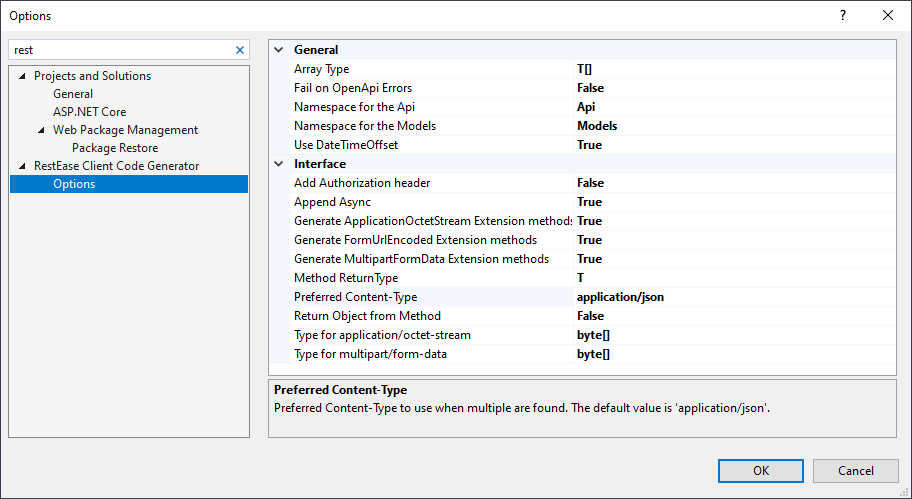 Options
?
rest
Projects and Solutions
General
ASP.NET Core
Web Package Management
Package Restore
RestEase Client Code Generator
Options
General
Array Type T[]
Fail on OpenApi Errors False
Namespace for the Api Api
Namespace for the Models Models
Use DateTimeOffset True
Interface
Add Authorization header False
Append Async True
Generate ApplicationOctetStream Extension methods True
Generate FormUrlEncoded Extension methods True
Generate MultipartFormData Extension methods True
Method ReturnType T
Preferred Content-Type application/json
Return Object from Method False
Type for application/octet-stream byte[]
Type for multipart/form-data byte[]
Preferred Content-Type
Preferred Content-Type to use when multiple are found. The default value is 'application/json'.
OK Cancel